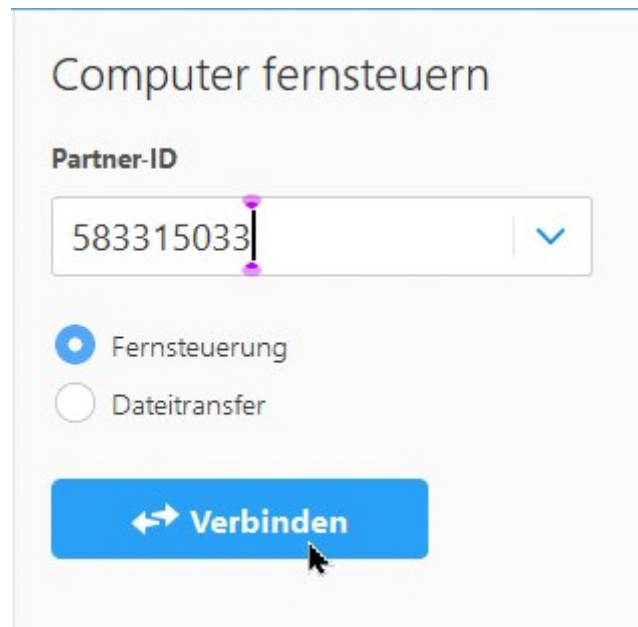 Computer fernsteuern
Partner-ID
583315033
Fernsteuerung
Dateitransfer
Verbinden